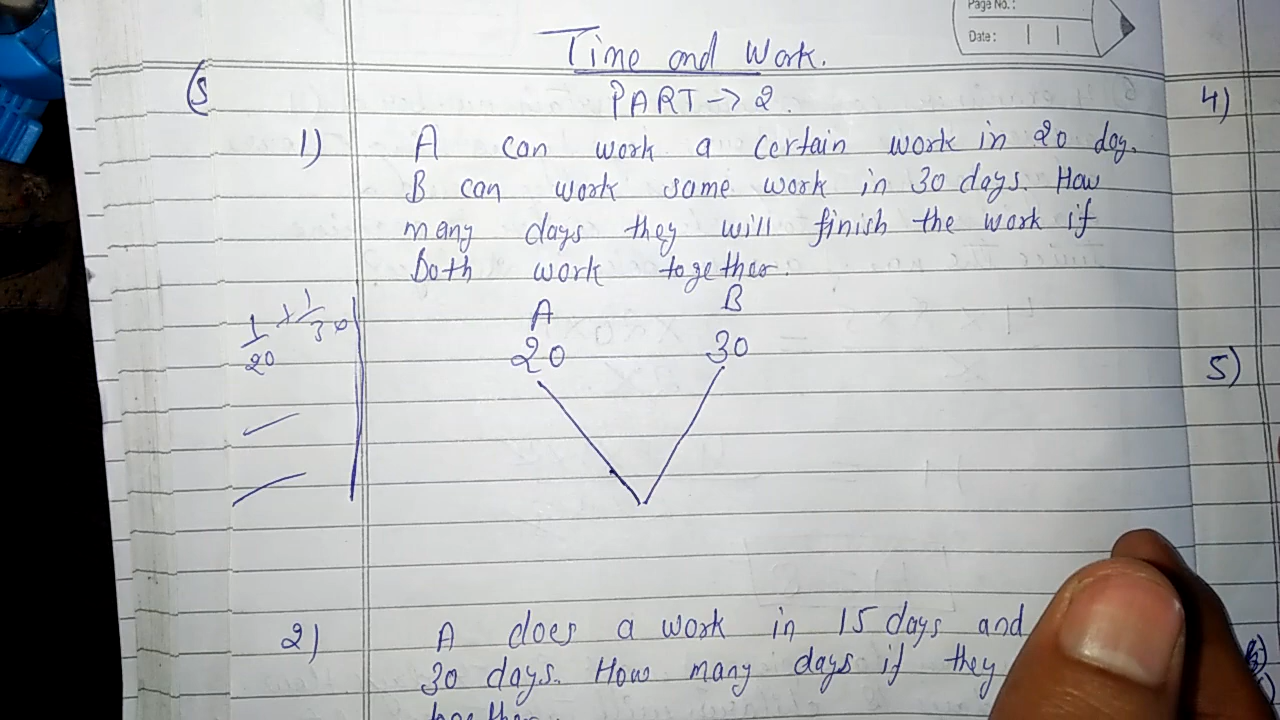 Page No.:
Date:
Time and Work.
PART → 2.
1) A can work a certain work in 20 day.
B can work same work in 30 days. How
many days they will finish the work if
both work together.
A B
20 30
1/20 + 1/30
2) A does a work in 15 days and
30 days. How many days if they
together
4)
5)